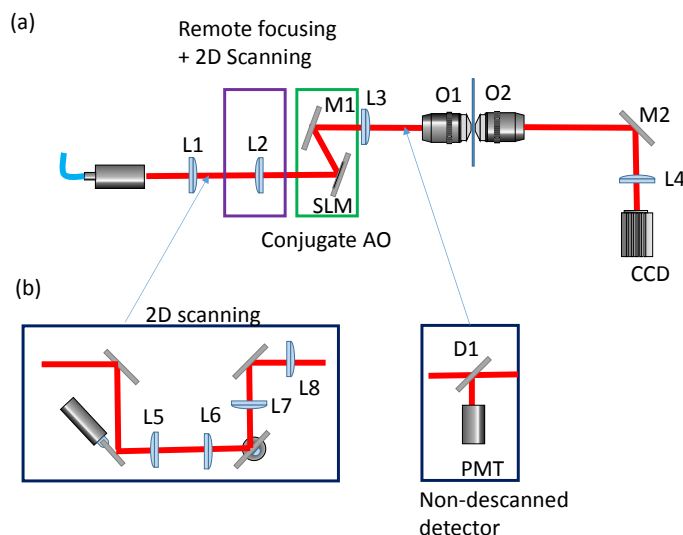 (a)
Remote focusing
+ 2D Scanning
M1
L3
O1
O2
M2
L1
L2
L4
SLM
Conjugate AO
CCD
(b)
2D scanning
D1
L8
L7
L5
L6
PMT
Non-descanned
detector